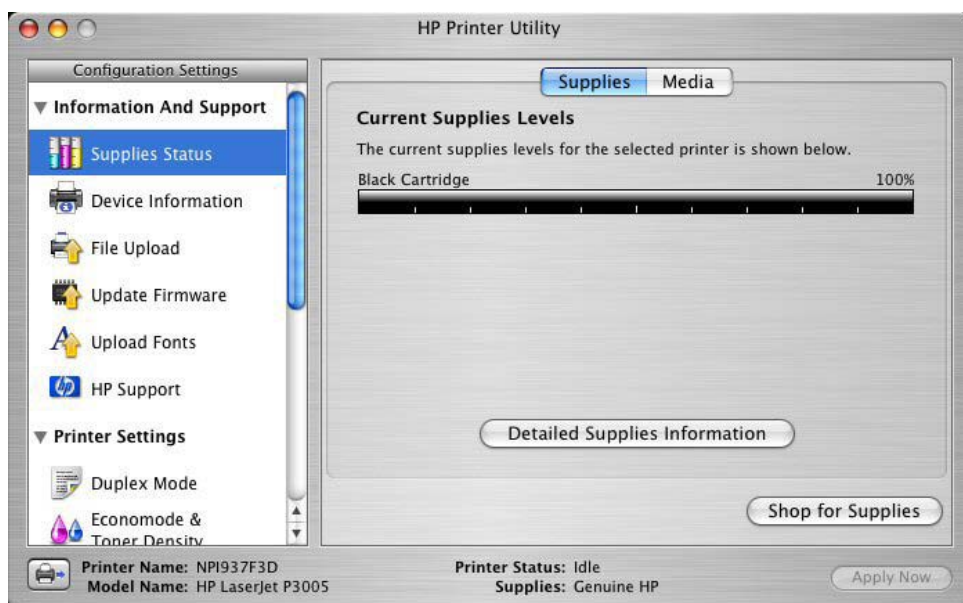 HP Printer Utility
Configuration Settings
Information And Support
Supplies Status
Device Information
File Upload
Update Firmware
Upload Fonts
hp
HP Support
Printer Settings
Duplex Mode
Economode &
Toner Density
Supplies
Media
Current Supplies Levels
The current supplies levels for the selected printer is shown below.
Black Cartridge
100%
Detailed Supplies Information
Shop for Supplies
Printer Name: NPI937F3D
Model Name: HP LaserJet P3005
Printer Status: Idle
Supplies: Genuine HP
Apply Now